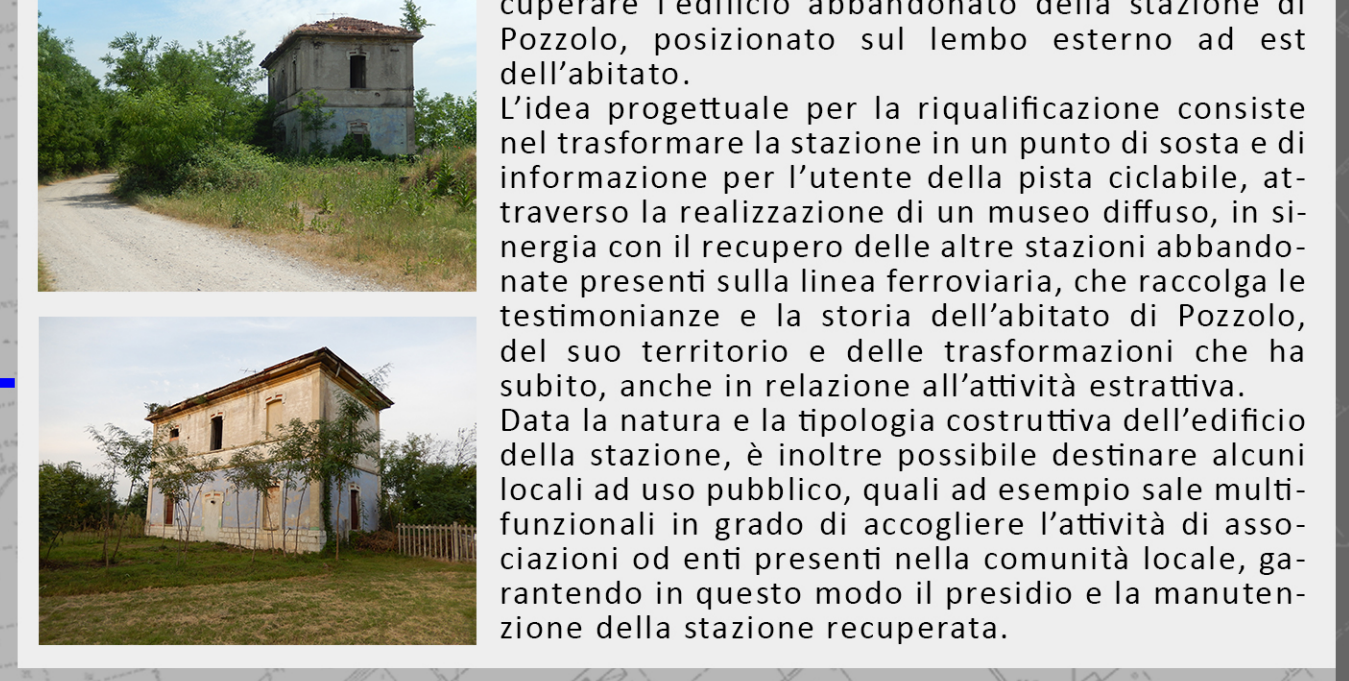 cuperare l'edificio abbandonato della stazione di
Pozzolo, posizionato sul lembo esterno ad est
dell'abitato.
L'idea progettuale per la riqualificazione consiste
nel trasformare la stazione in un punto di sosta e di
informazione per l'utente della pista ciclabile, at-
traverso la realizzazione di un museo diffuso, in si-
nergia con il recupero delle altre stazioni abbando-
nate presenti sulla linea ferroviaria, che raccolga le
testimonianze e la storia dell'abitato di Pozzolo,
del suo territorio e delle trasformazioni che ha
subito, anche in relazione all'attività estrattiva.
Data la natura e la tipologia costruttiva dell'edificio
della stazione, è inoltre possibile destinare alcuni
locali ad uso pubblico, quali ad esempio sale multi-
funzionali in grado di accogliere l'attività di asso-
ciazioni od enti presenti nella comunità locale, ga-
rantendo in questo modo il presidio e la manuten-
zione della stazione recuperata.